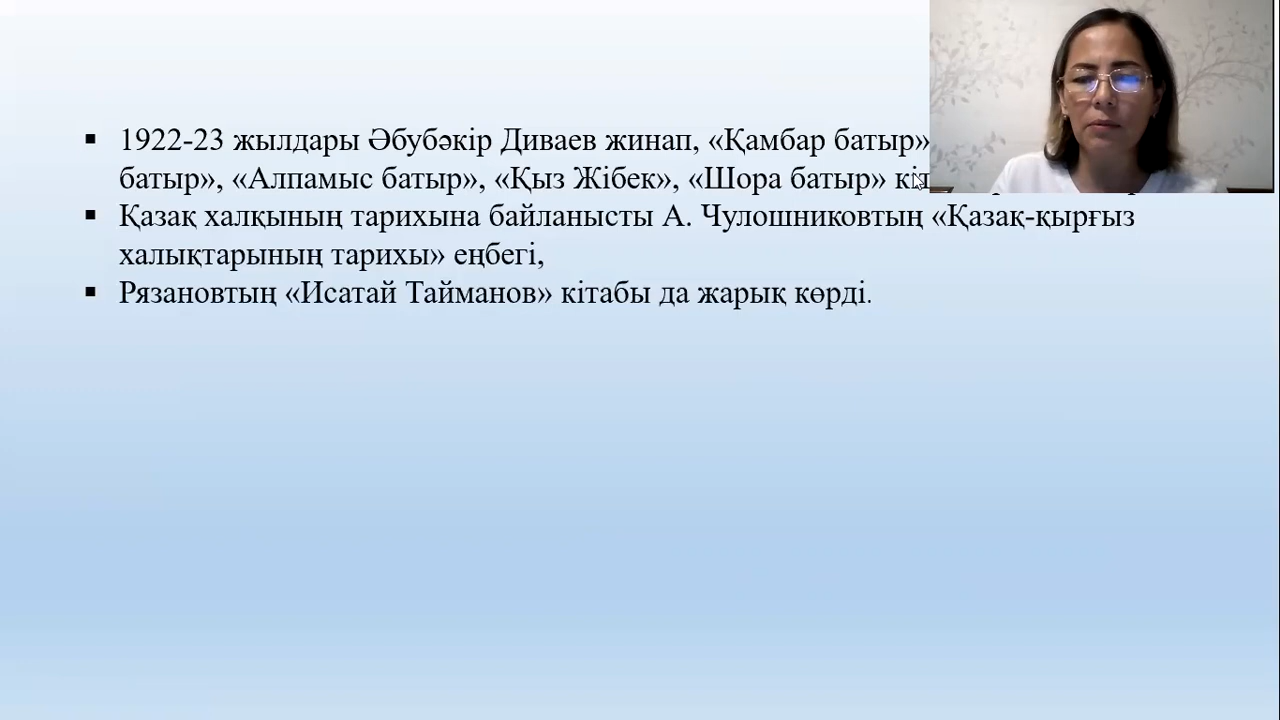 1922-23 жылдары Әбубәкір Диваев жинап, «Қамбар батыр»
батыр», «Алпамыс батыр», «Қыз Жібек», «Шора батыр»
Қазақ халқының тарихына байланысты А. Чулошниковтың «Қазақ-қырғыз
халықтарының тарихы» еңбегі,
Рязановтың «Исатай Тайманов» кітабы да жарық көрді.